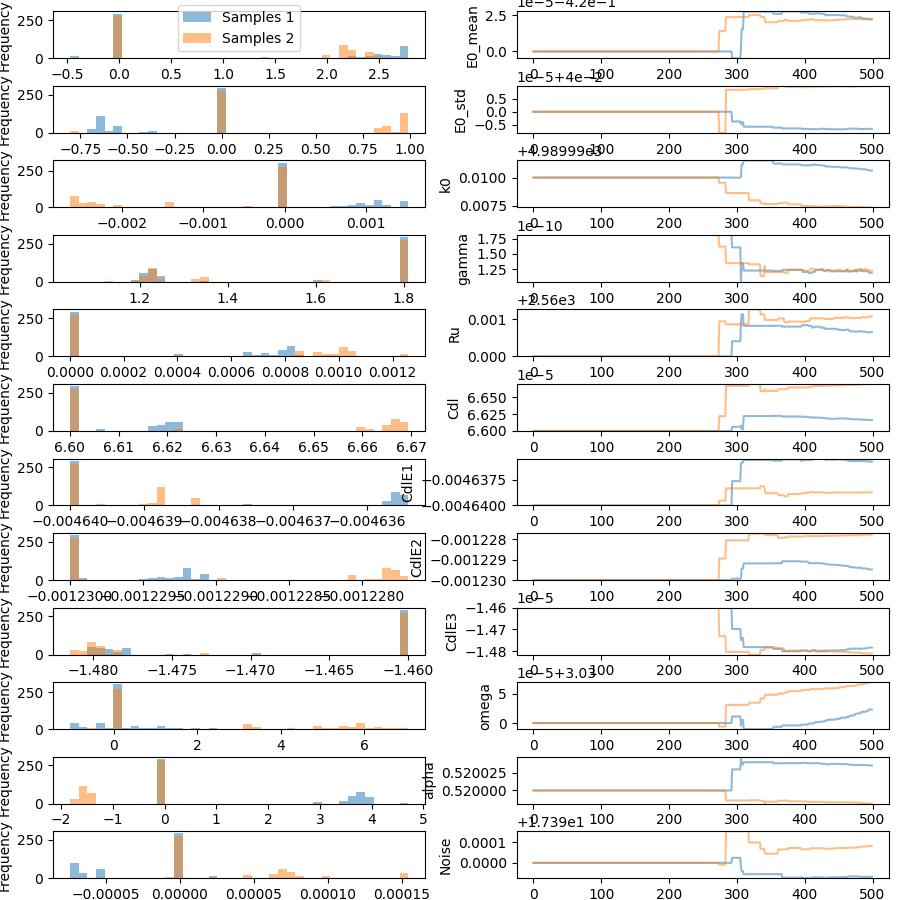 Samples 1
Samples 2
Frequency
−0.5 0.0 0.5 1.0 1.5 2.0 2.5
0 250
1e−5−4.2e−1
E0_mean
2.5
0.0
0 100 200 300 400 500
Frequency
250
0
−0.75 −0.50 −0.25 0.00 0.25 0.50 0.75 1.00
1e−5+4e−2
E0_std
0.5
0.0
−0.5
0 100 200 300 400 500
Frequency
250
0
−0.002 −0.001 0.000 0.001
+4.98999e3
k0
0.0100
0.0075
0 100 200 300 400 500
Frequency
250
0
1.2 1.4 1.6 1.8
1e−10
gamma
1.75
1.50
1.25
0 100 200 300 400 500
Frequency
250
0
0.0000 0.0002 0.0004 0.0006 0.0008 0.0010 0.0012
+2.56e3
Ru
0.001
0.000
0 100 200 300 400 500
Frequency
250
0
6.60 6.61 6.62 6.63 6.64 6.65 6.66 6.67
1e−5
Cdl
6.650
6.625
6.600
0 100 200 300 400 500
Frequency
250
0
−0.004640 −0.004639 −0.004638 −0.004637 −0.004636
CdlE1
−0.0046375
−0.0046400
0 100 200 300 400 500
Frequency
250
0
−0.0012300 −0.0012295 −0.0012290 −0.0012285 −0.0012280
CdlE2
−0.001228
−0.001229
−0.001230
0 100 200 300 400 500
Frequency
250
0
−1.480 −1.475 −1.470 −1.465 −1.460
1e−5
CdlE3
−1.46
−1.47
−1.48
0 100 200 300 400 500
Frequency
250
0
0 2 4 6
1e−5+3.03
omega
5
0
0 100 200 300 400 500
Frequency
250
0
−2 −1 0 1 2 3 4 5
alpha
0.520025
0.520000
0 100 200 300 400 500
Frequency
250
0
−0.00005 0.00000 0.00005 0.00010 0.00015
+1.739e1
Noise
0.0001
0.0000
0 100 200 300 400 500